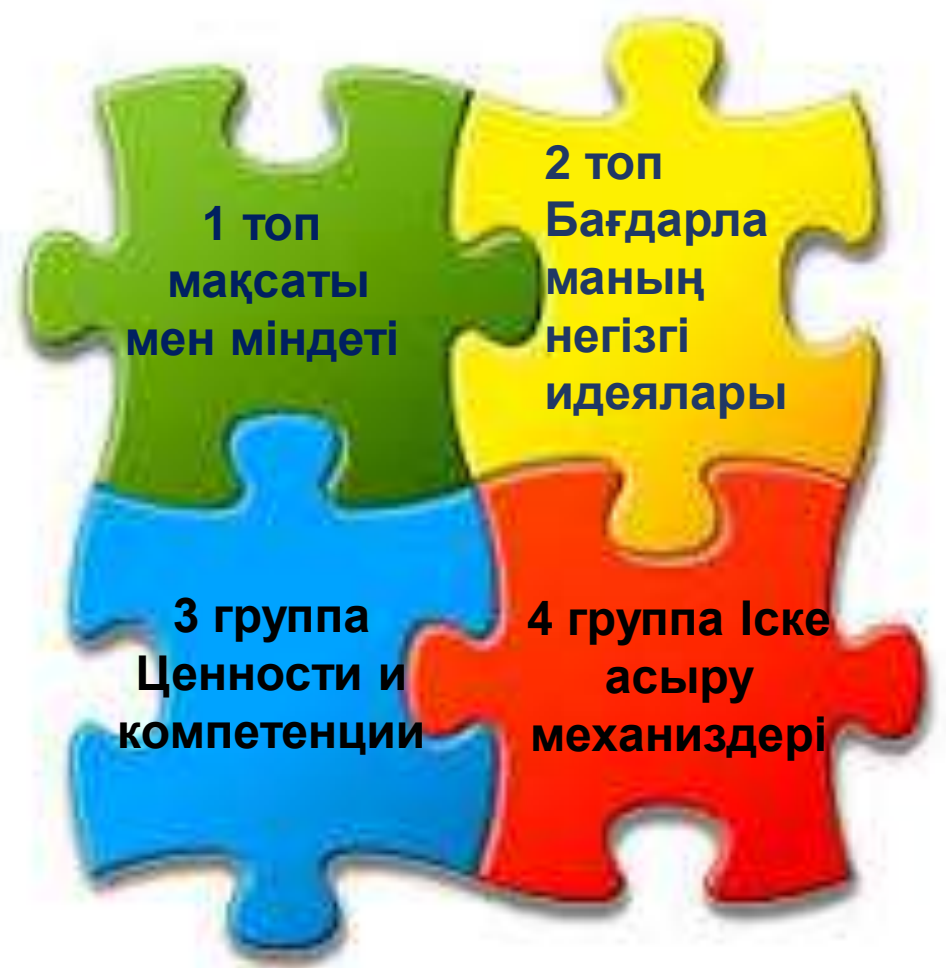 1 топ
мақсаты
мен міндеті
2 топ
Бағдарла
маның
негізгі
идеялары
3 группа
Ценности и
компетенции
4 группа Іске
асыру
механиздері